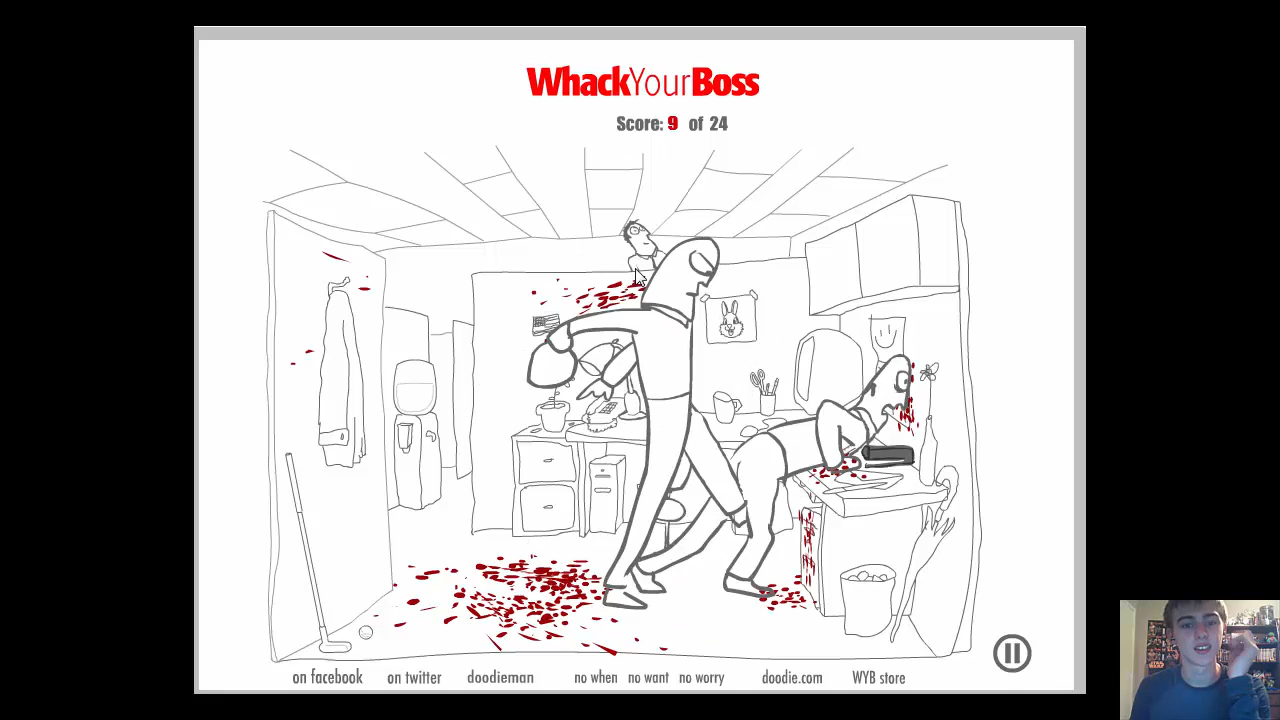 WhackYourBoss
Score: 9 of 24
on facebook on twitter doodieman no when no want no worry doodie.com WYB store